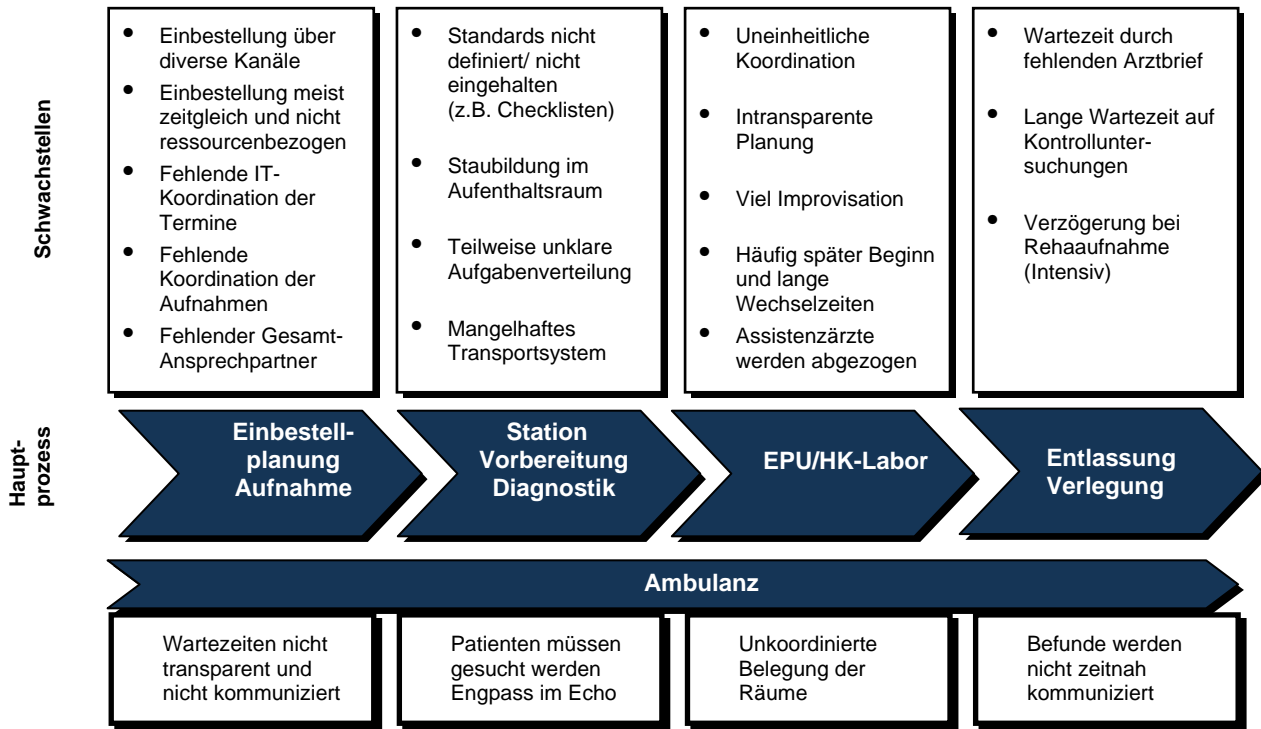 Schwachstellen
Einbestellung über
diverse Kanäle
Einbestellung meist
zeitgleich und nicht
ressourcenbezogen
Fehlende IT-
Koordination der
Termine
Fehlende
Koordination der
Aufnahmen
Fehlender Gesamt-
Ansprechpartner
Standards nicht
definiert/ nicht
eingehalten
(z.B. Checklisten)
Staubildung im
Aufenthaltsraum
Teilweise unklare
Aufgabenverteilung
Mangelhaftes
Transportsystem
Uneinheitliche
Koordination
Intransparente
Planung
Viel Improvisation
Häufig später Beginn
und lange
Wechselzeiten
Assistenzärzte
werden abgezogen
Wartezeit durch
fehlenden Arztbrief
Lange Wartezeit auf
Kontrollunter-
suchungen
Verzögerung bei
Rehaaufnahme
(Intensiv)
Haupt-
prozess
Einbestell-
planung
Aufnahme
Station
Vorbereitung
Diagnostik
EPU/HK-Labor
Entlassung
Verlegung
Ambulanz
Wartezeiten nicht
transparent und
nicht kommuniziert
Patienten müssen
gesucht werden
Engpass im Echo
Unkoordinierte
Belegung der
Räume
Befunde werden
nicht zeitnah
kommuniziert